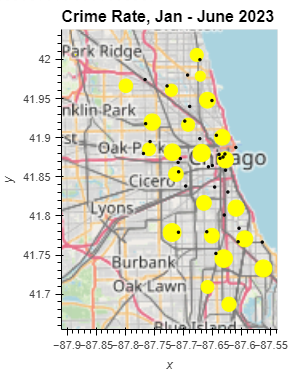 Crime Rate, Jan - June 2023
Park Ridge
nklin Park
st.
Oak Park
Chicago
Cicero
Lyons
Burbank
Oak Lawn
Blue Island
42
41.95
41.9
41.85
41.8
41.75
41.7
y
−87.9
−87.85
−87.8
−87.75
−87.7
−87.65
−87.6
−87.55
x